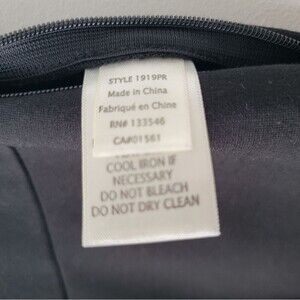 STYLE 1919PR
Made in China
Fabriqué en Chine
RN# 133546
CA#01561
COOL IRON IF
NECESSARY
DO NOT BLEACH
DO NOT DRY CLEAN